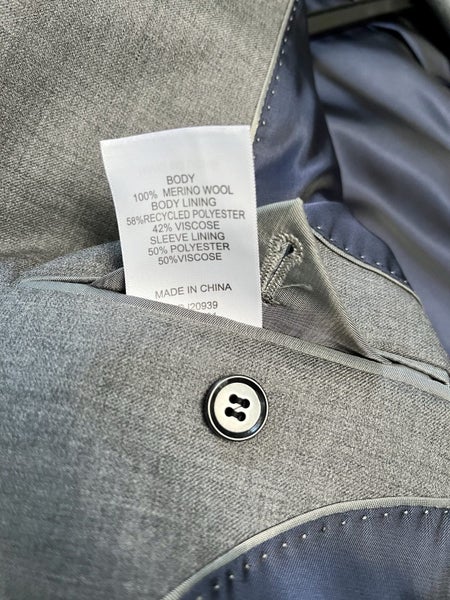 BODY
100% MERINO WOOL
BODY LINING
58%RECYCLED POLYESTER
42% VISCOSE
SLEEVE LINING
50% POLYESTER
50%VISCOSE
MADE IN CHINA
J20939